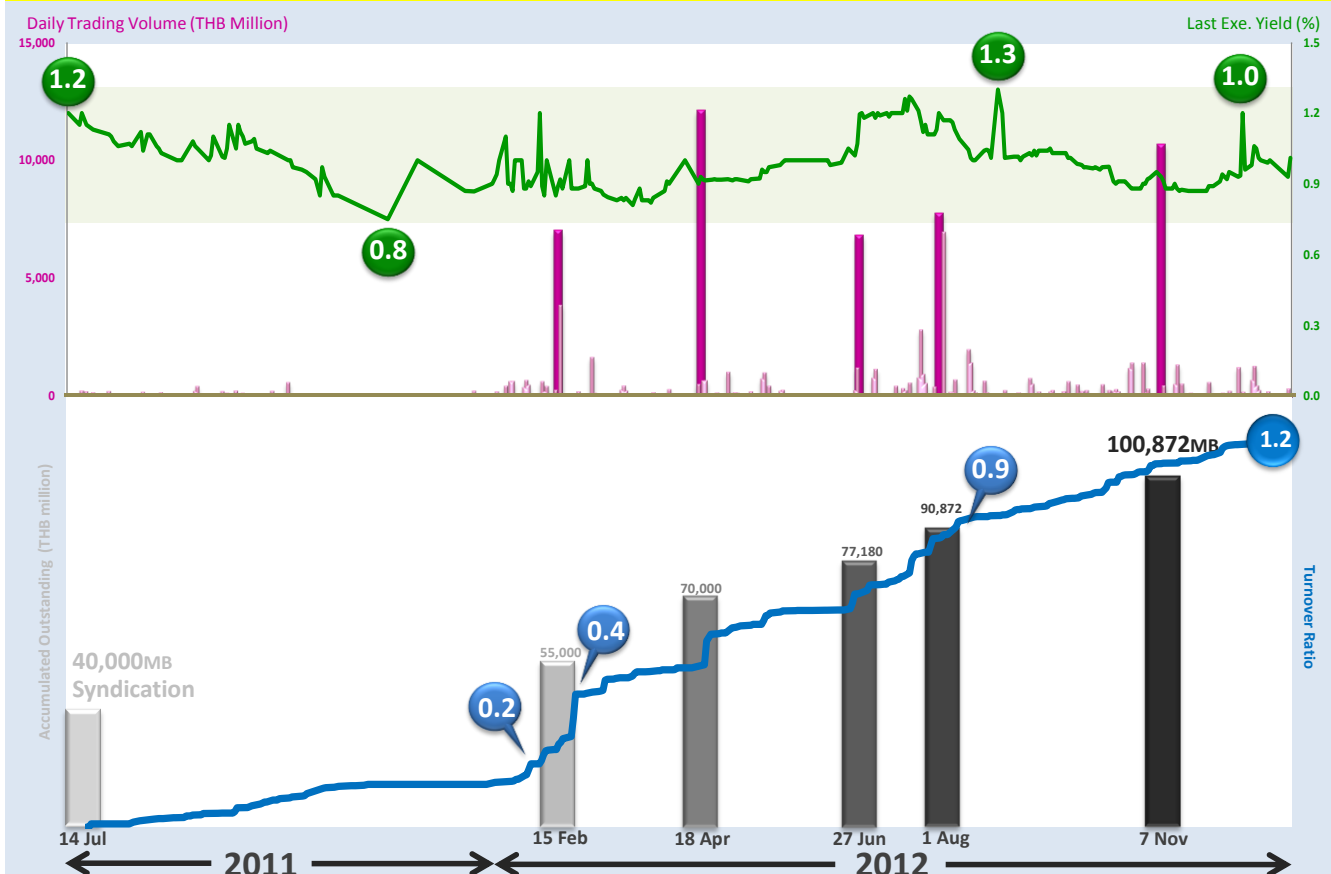 Daily Trading Volume (THB Million)
Last Exe. Yield (%)
15,000
10,000
5,000
0
1.5
1.2
0.9
0.6
0.3
0.0
1.2
0.8
1.3
1.0
Accumulated Outstanding (THB million)
Turnover Ratio
40,000MB
Syndication
55,000
70,000
77,180
90,872
100,872MB
0.2
0.4
0.9
1.2
14 Jul
15 Feb
18 Apr
27 Jun
1 Aug
7 Nov
2011
2012